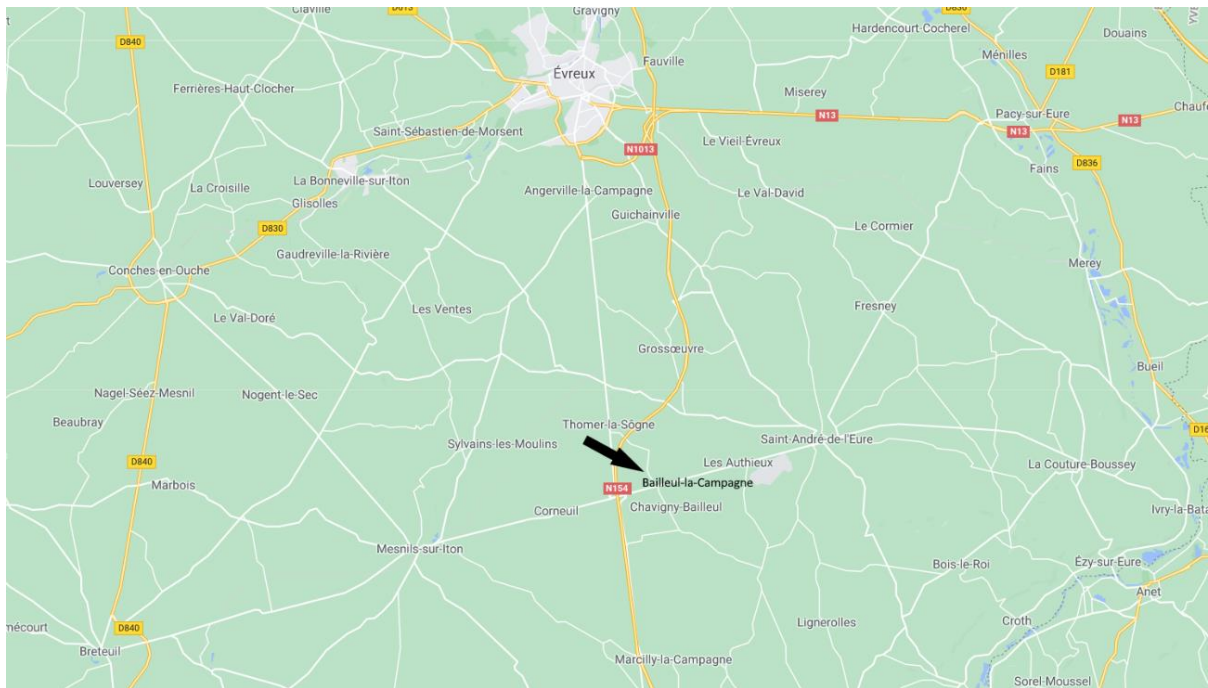 D613
Claville
Gravigny
D836
YVE
Hardencourt-Cocherel
Douains
D840
Évreux
Fauville
Ménilles
D181
Ferrières-Haut-Clocher
Miserey
Pacy-sur-Eure
Chaufe
N13
N13
N13
Saint-Sébastien-de-Morsent
N1013
Le Vieil-Évreux
D836
Fains
Louversey
La Croisille
La Bonneville-sur-Iton
Angerville-la-Campagne
Le Val-David
Glisolles
Guichainville
D830
Le Cormier
Gaudreville-la-Rivière
Conches-en-Ouche
Merey
Les Ventes
Fresney
Le Val-Doré
Grossœuvre
Bueil
Nagel-Séez-Mesnil
Nogent-le-Sec
Beaubray
Thomer-la-Sôgne
D16
Sylvains-les-Moulins
Saint-André-de-l'Eure
D840
Les Authieux
La Couture-Boussey
Marbois
Bailleul-la-Campagne
N154
Corneuil
Chavigny-Bailleul
Ivry-la-Bata
Mesnils-sur-Iton
Bois-le-Roi
Ézy-sur-Eure
Anet
D840
mécourt
Lignerolles
Croth
Breteuil
Marcilly-la-Campagne
Sorel-Moussel